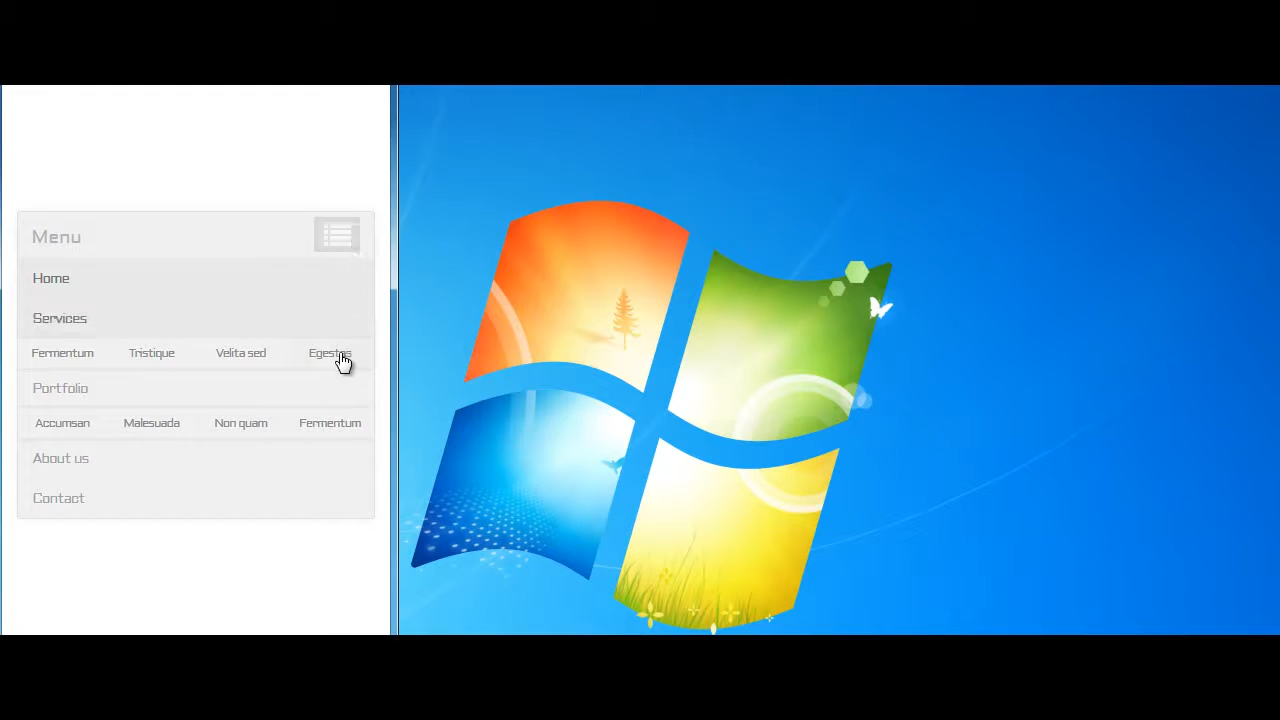 Menu
Home
Services
Fermentum Tristique Velita sed Egestas
Portfolio
Accumsan Malesuada Non quam Fermentum
About us
Contact